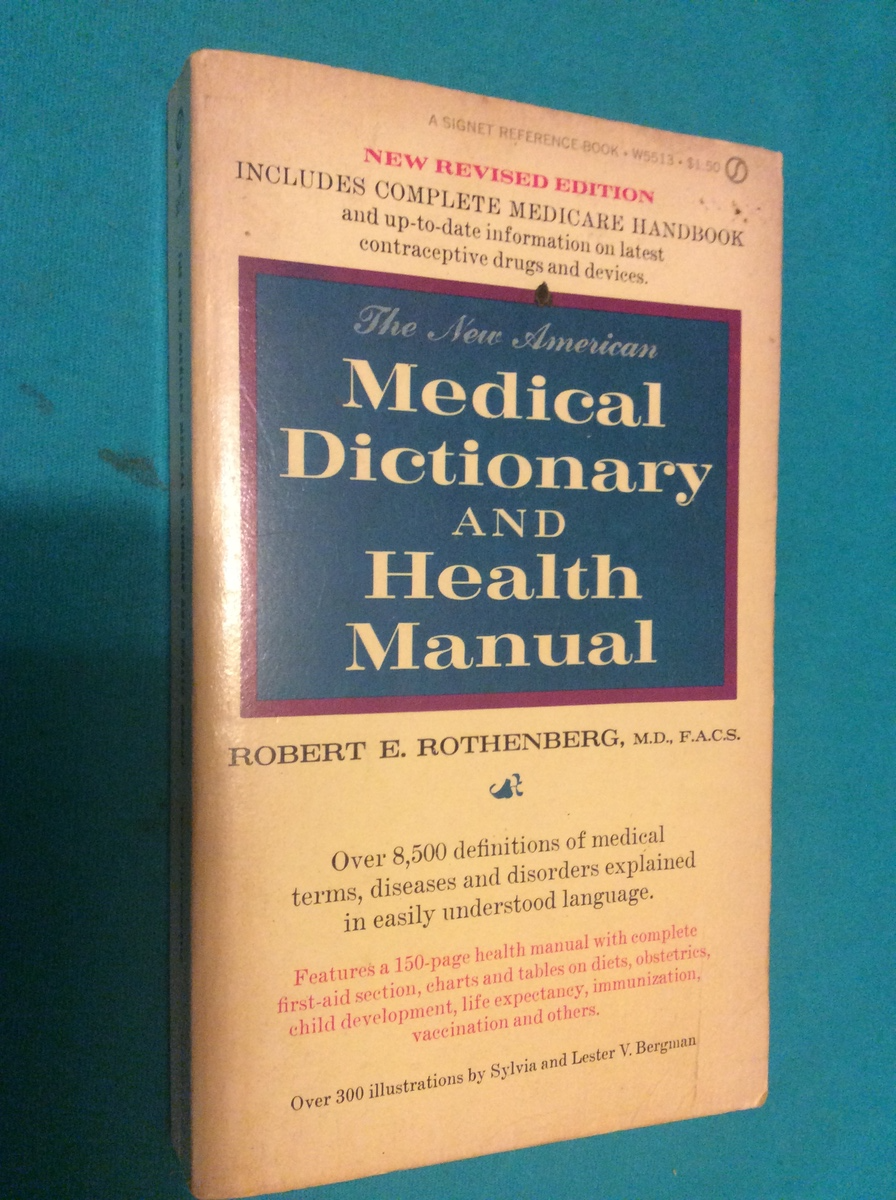 A SIGNET REFERENCE BOOK • W5513 • $1.50
NEW REVISED EDITION
INCLUDES COMPLETE MEDICARE HANDBOOK
and up-to-date information on latest
contraceptive drugs and devices.
The New American
Medical
Dictionary
AND
Health
Manual
ROBERT E. ROTHENBERG, M.D., F.A.C.S.
Over 8,500 definitions of medical
terms, diseases and disorders explained
in easily understood language.
Features a 150-page health manual with complete
first-aid section, charts and tables on diets, obstetrics,
child development, life expectancy, immunization,
vaccination and others.
Over 300 illustrations by Sylvia and Lester V. Bergman